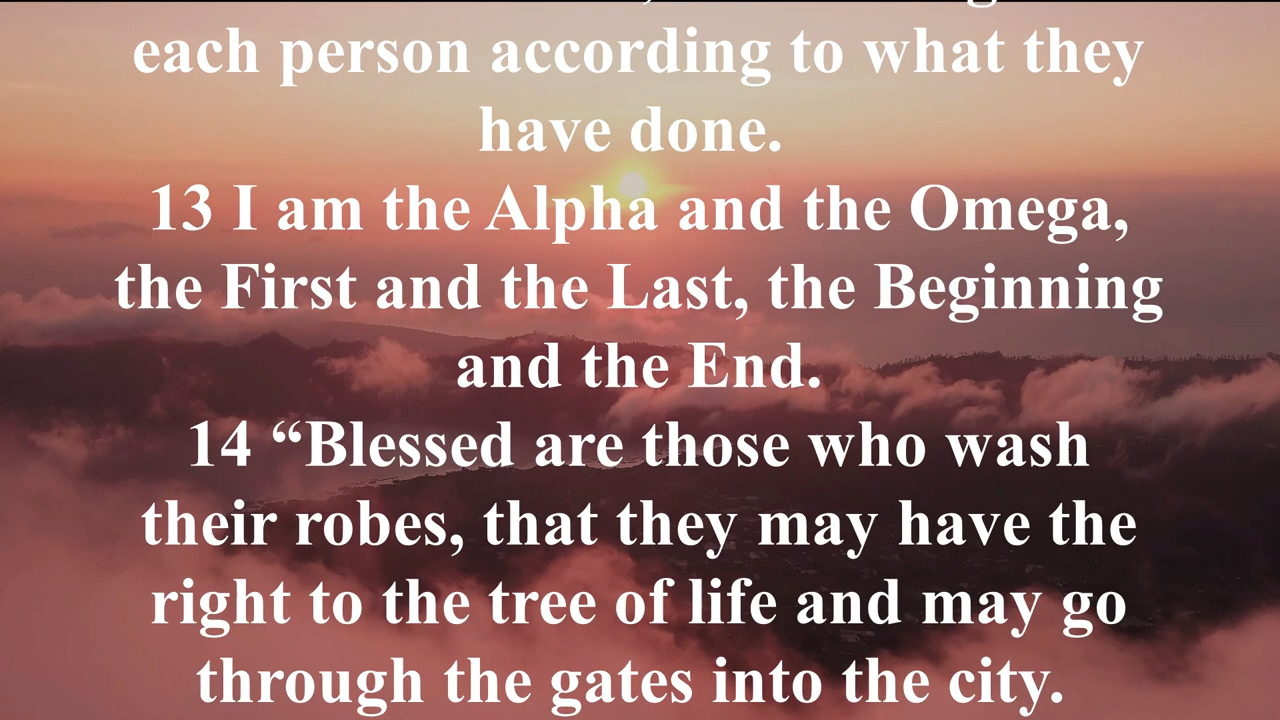 each person according to what they
have done.
13 I am the Alpha and the Omega,
the First and the Last, the Beginning
and the End.
14 “Blessed are those who wash
their robes, that they may have the
right to the tree of life and may go
through the gates into the city.